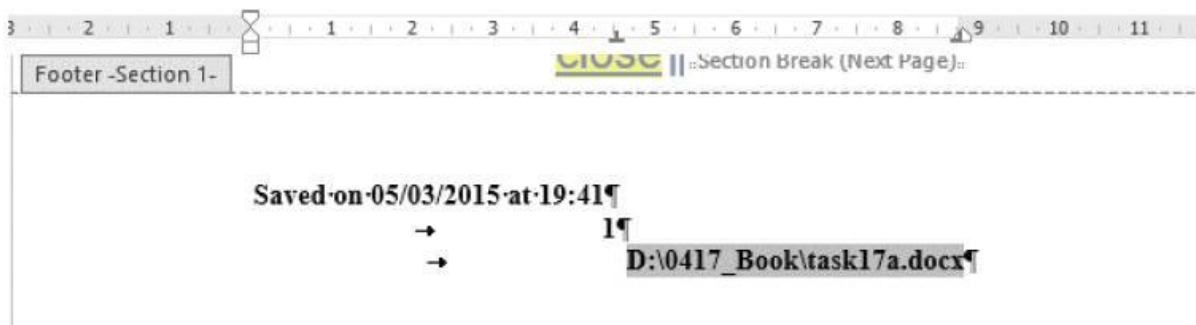 3 2 1 1 2 3 4 5 6 7 8 9 10 11
close Section Break (Next Page)
Footer -Section 1-
Saved on 05/03/2015 at 19:41¶
→ 1¶
→ D:\0417_Book\task17a.docx¶